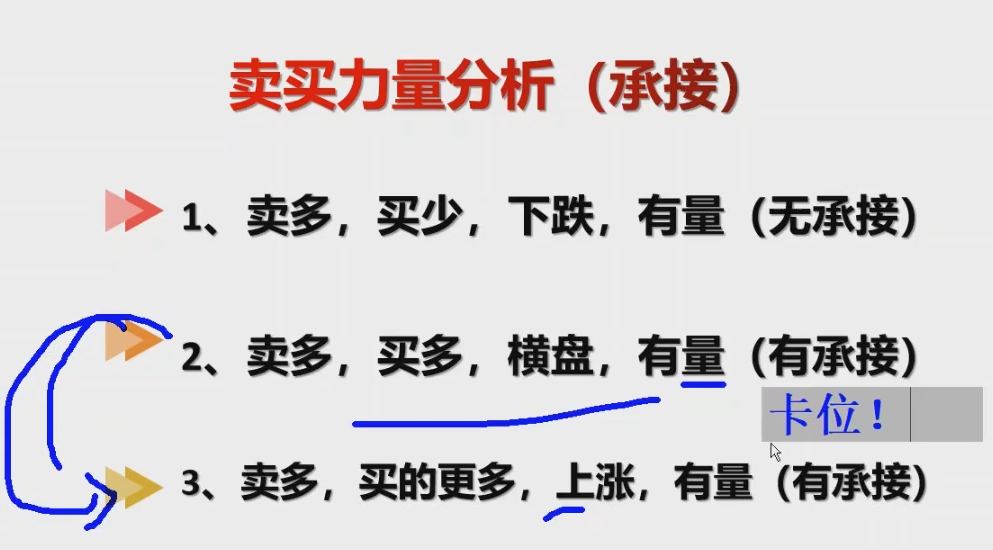 卖买力量分析（承接）
1、卖多，买少，下跌，有量（无承接）
2、卖多，买多，横盘，有量（有承接）
卡位！
3、卖多，买的更多，上涨，有量（有承接）